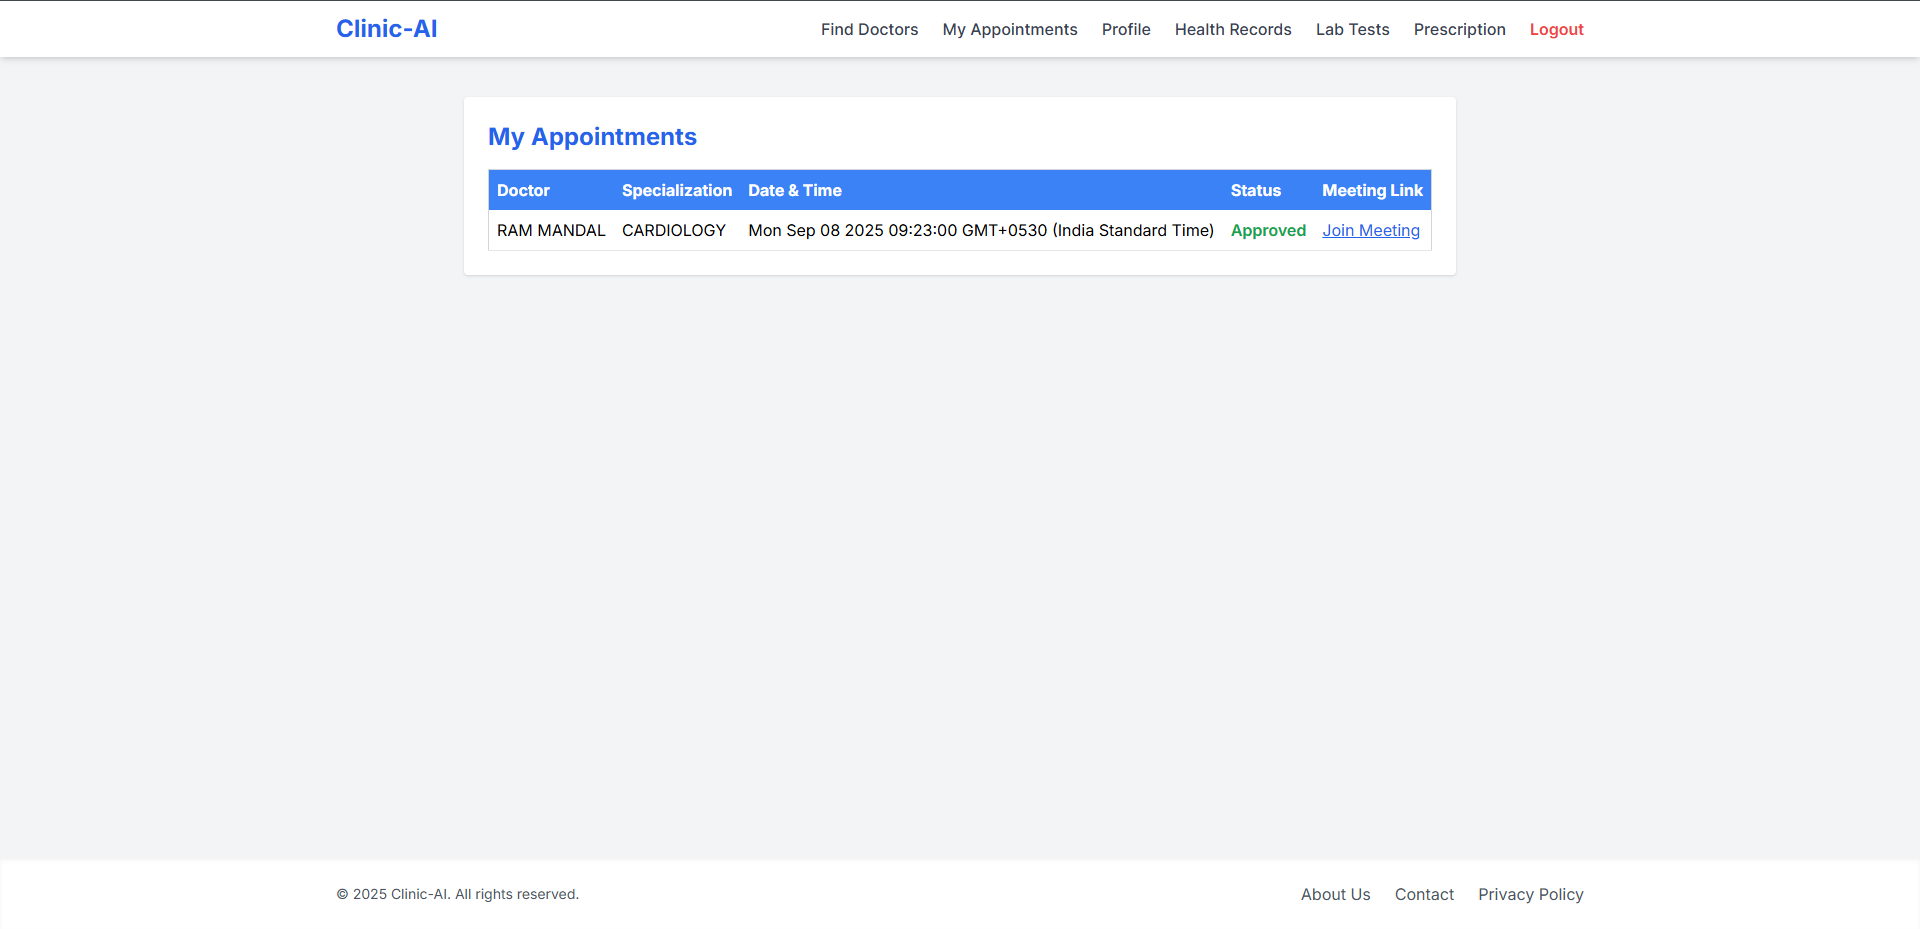 Clinic-AI Find Doctors My Appointments Profile Health Records Lab Tests Prescription Logout
My Appointments
Doctor Specialization Date & Time Status Meeting Link
RAM MANDAL CARDIOLOGY Mon Sep 08 2025 09:23:00 GMT+0530 (India Standard Time) Approved Join Meeting
© 2025 Clinic-AI. All rights reserved. About Us Contact Privacy Policy